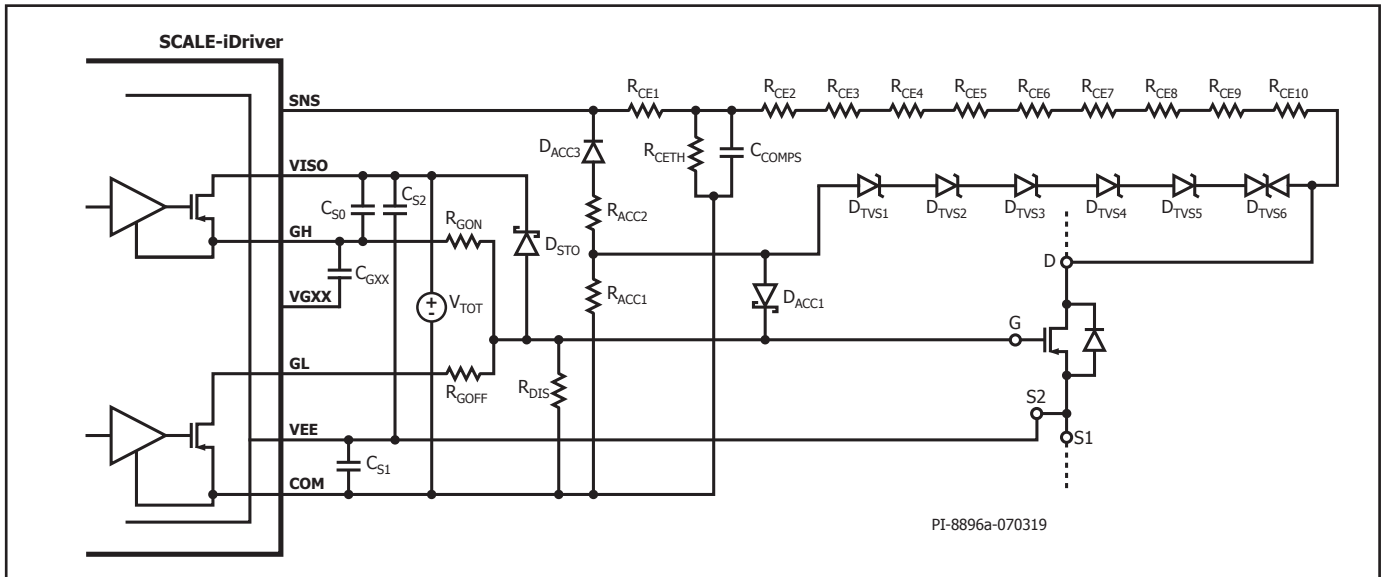 SCALE-iDriver
SNS
R_CE1
R_CE2
R_CE3
R_CE4
R_CE5
R_CE6
R_CE7
R_CE8
R_CE9
R_CE10
D_ACC3
R_CETH
C_COMPS
VISO
C_S0
C_S2
R_GON
D_STO
R_ACC2
D_TVS1
D_TVS2
D_TVS3
D_TVS4
D_TVS5
D_TVS6
GH
C_GXX
VGXX
+
-
V_TOT
R_ACC1
D_ACC1
D
G
GL
R_GOFF
R_DIS
S2
S1
VEE
C_S1
COM
PI-8896a-070319